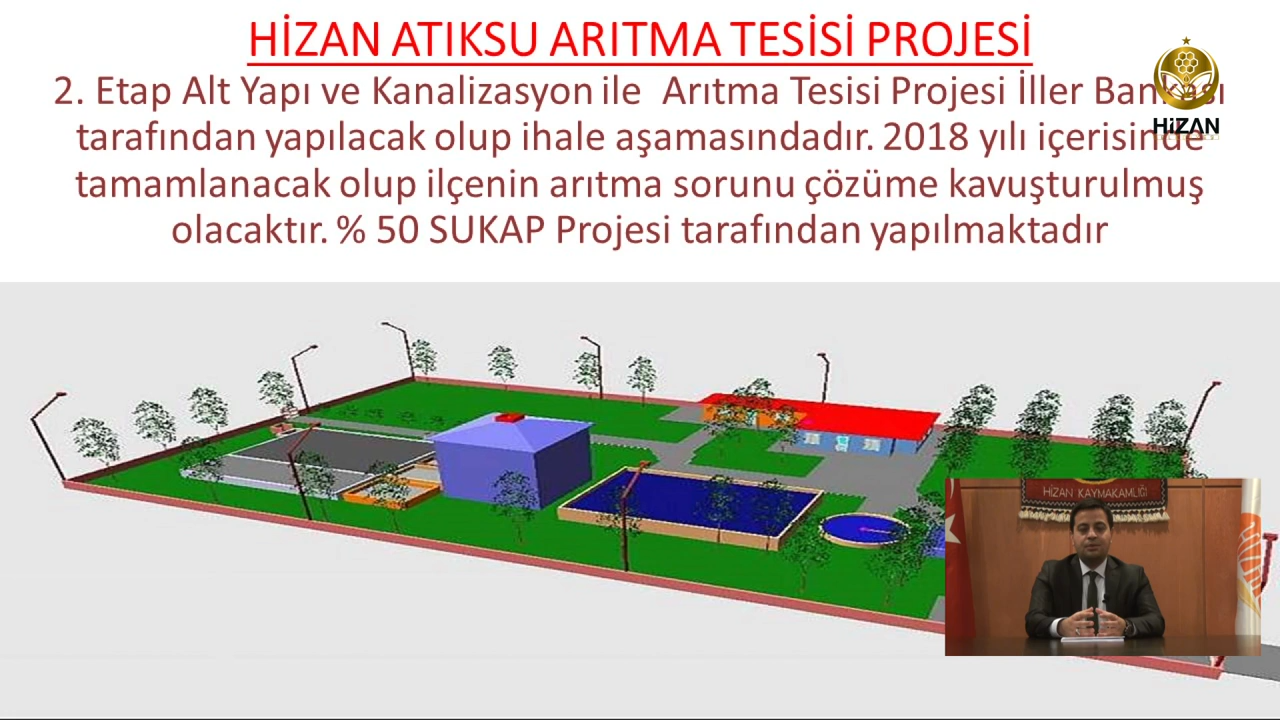 HİZAN ATIKSU ARITMA TESİSİ PROJESİ
2. Etap Alt Yapı ve Kanalizasyon ile Arıtma Tesisi Projesi İller Bankası
tarafından yapılacak olup ihale aşamasındadır. 2018 yılı içerisinde
tamamlanacak olup ilçenin arıtma sorunu çözüme kavuşturulmuş
olacaktır. % 50 SUKAP Projesi tarafından yapılmaktadır
HİZAN
HİZAN KAYMAKAMLIĞI